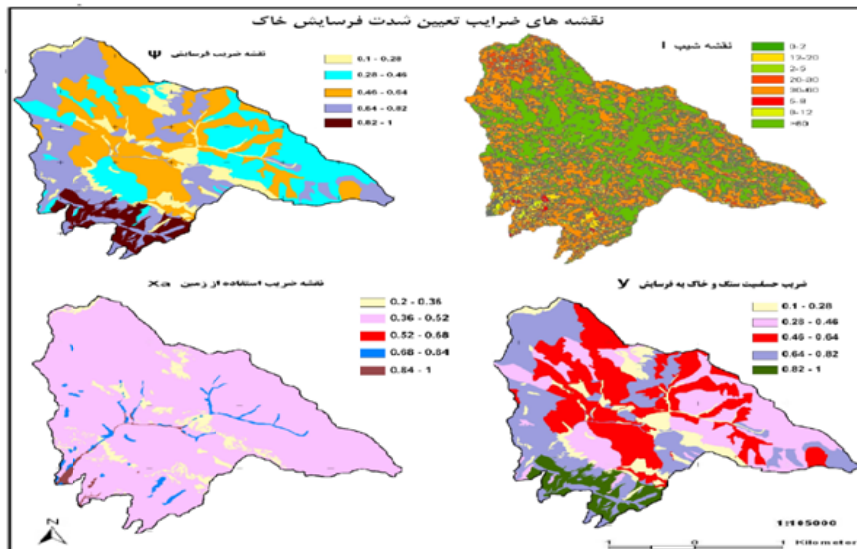 نقشه های ضرایب تعیین شدت فرسایش خاک
نقشه ضریب فرسایش Ψ
0.1 - 0.28
0.28 - 0.46
0.46 - 0.64
0.64 - 0.82
0.82 - 1
نقشه شیب I
0-2
12-20
2-5
20-30
30-60
5-8
8-12
>60
نقشه ضریب استفاده از زمین xa
0.2 - 0.36
0.36 - 0.52
0.52 - 0.68
0.68 - 0.84
0.84 - 1
ضریب حساسیت سنگ و خاک به فرسایش y
0.1 - 0.28
0.28 - 0.46
0.46 - 0.64
0.64 - 0.82
0.82 - 1
N
1:105000
1 0 1 Kilometer